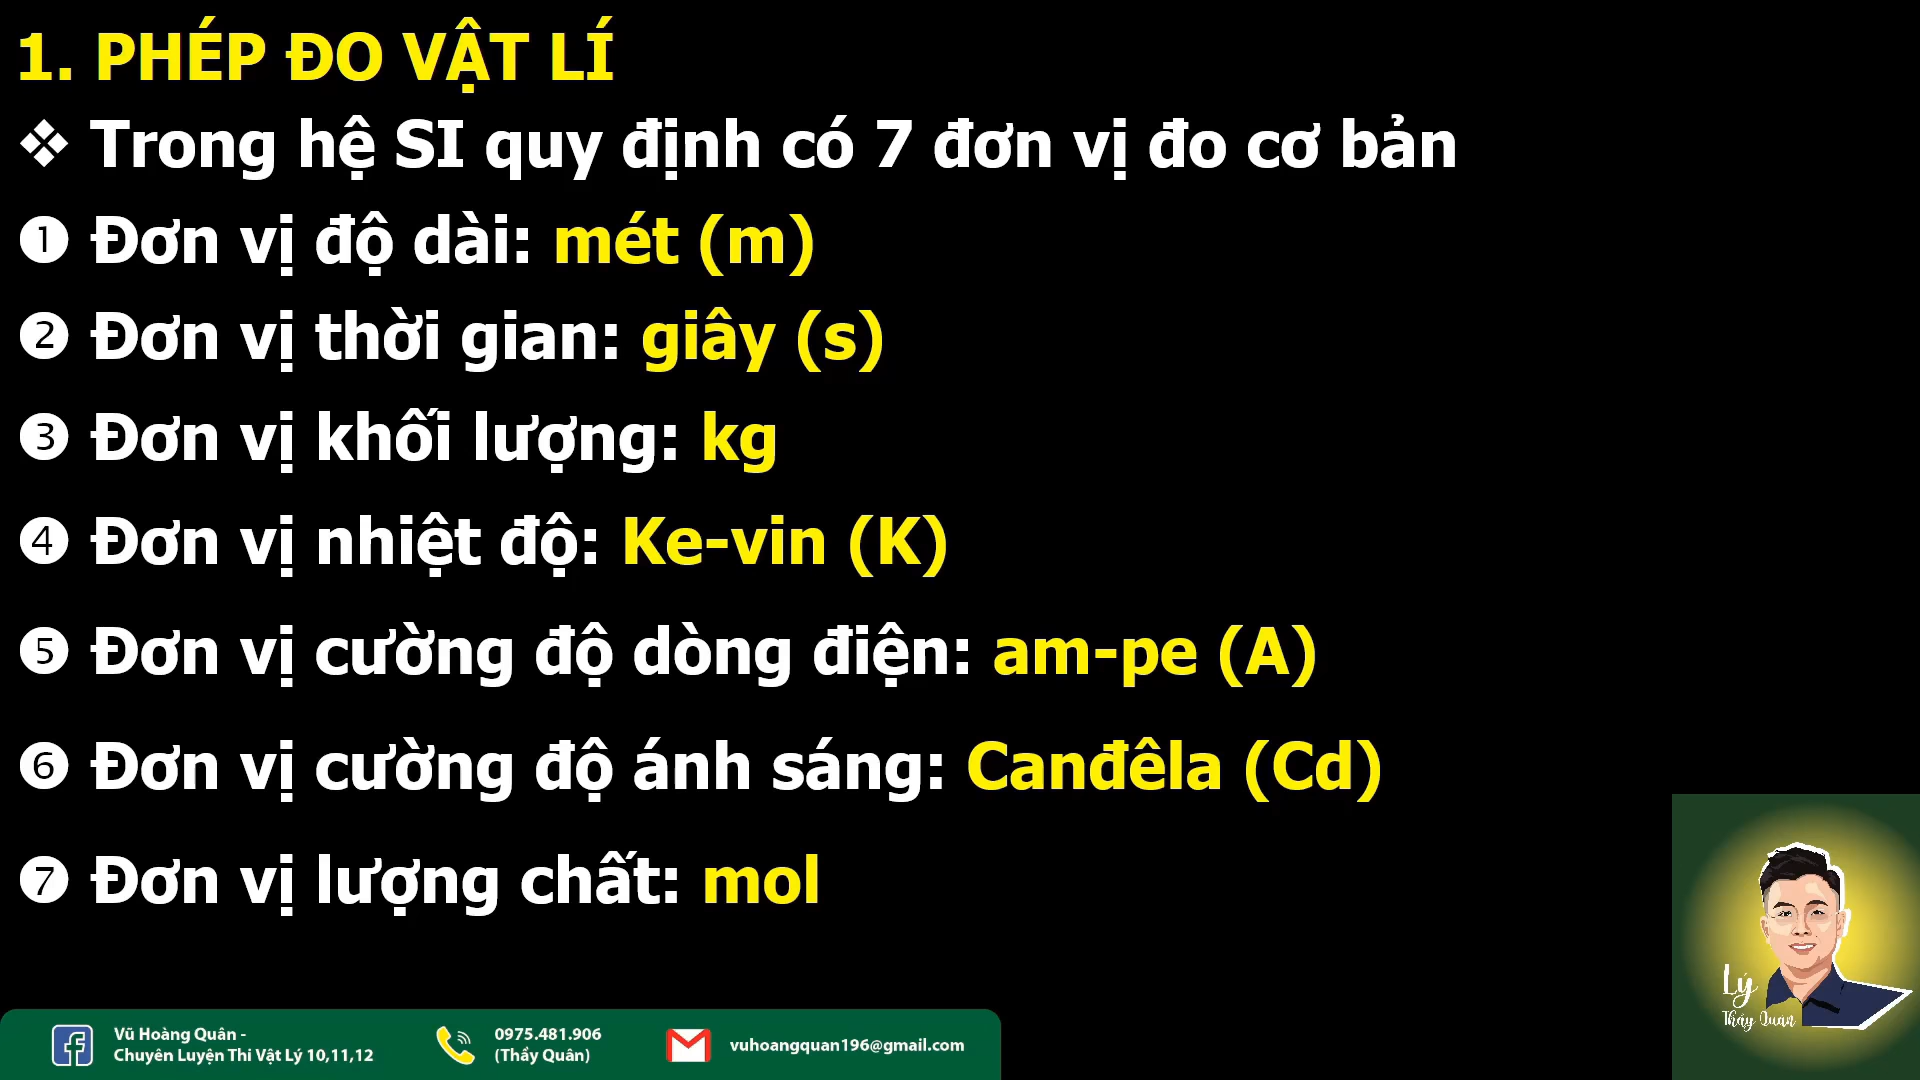 1. PHÉP ĐO VẬT LÍ
❖ Trong hệ SI quy định có 7 đơn vị đo cơ bản
❶ Đơn vị độ dài: mét (m)
❷ Đơn vị thời gian: giây (s)
❸ Đơn vị khối lượng: kg
❹ Đơn vị nhiệt độ: Ke-vin (K)
❺ Đơn vị cường độ dòng điện: am-pe (A)
❻ Đơn vị cường độ ánh sáng: Canđêla (Cd)
❼ Đơn vị lượng chất: mol
Lý
Thầy Quân
Vũ Hoàng Quân -
Chuyên Luyện Thi Vật Lý 10,11,12
0975.481.906
(Thầy Quân)
vuhoangquan196@gmail.com